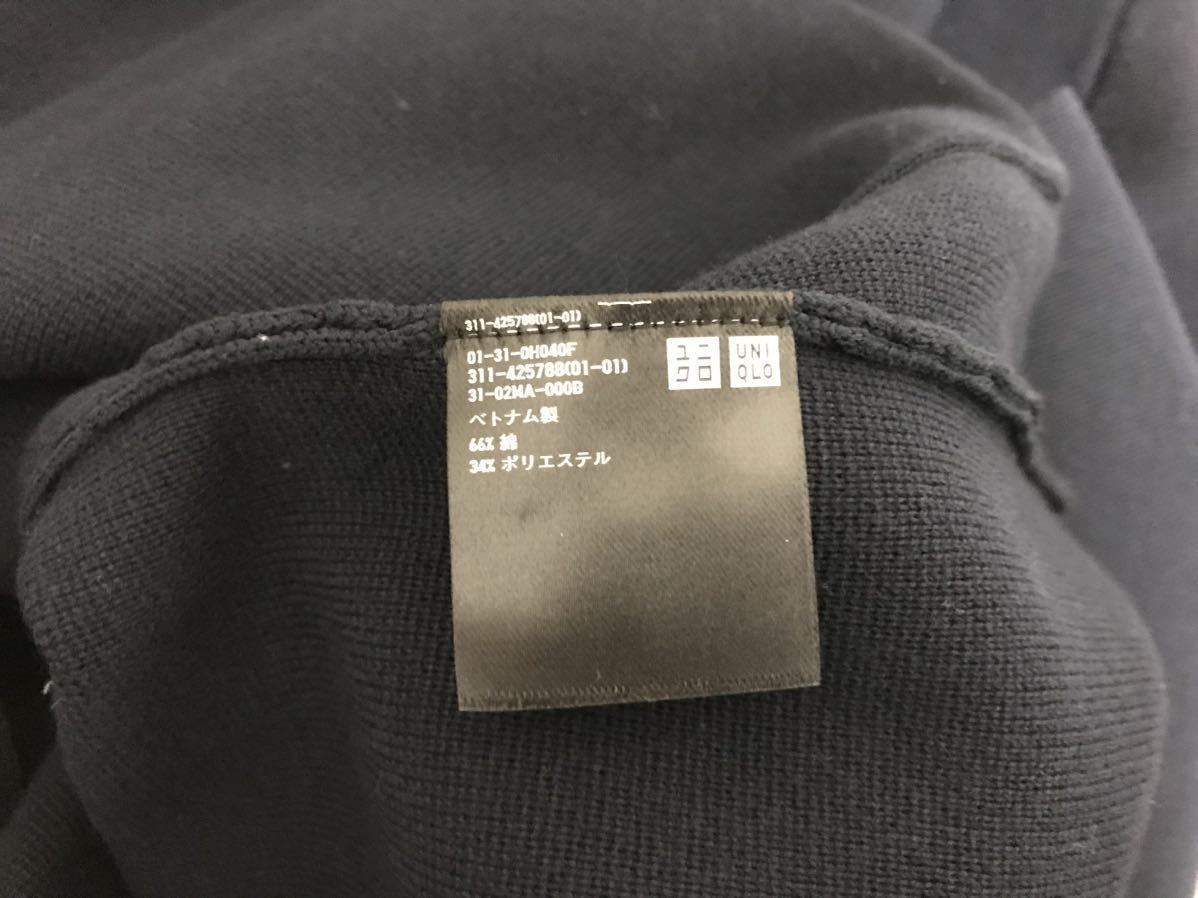 311-425788(01-01)
01-31-0H040F
311-425788(01-01)
31-02MA-000B
ベトナム製
66% 綿
34% ポリエステル
ユニ
クロ
UNI
QLO